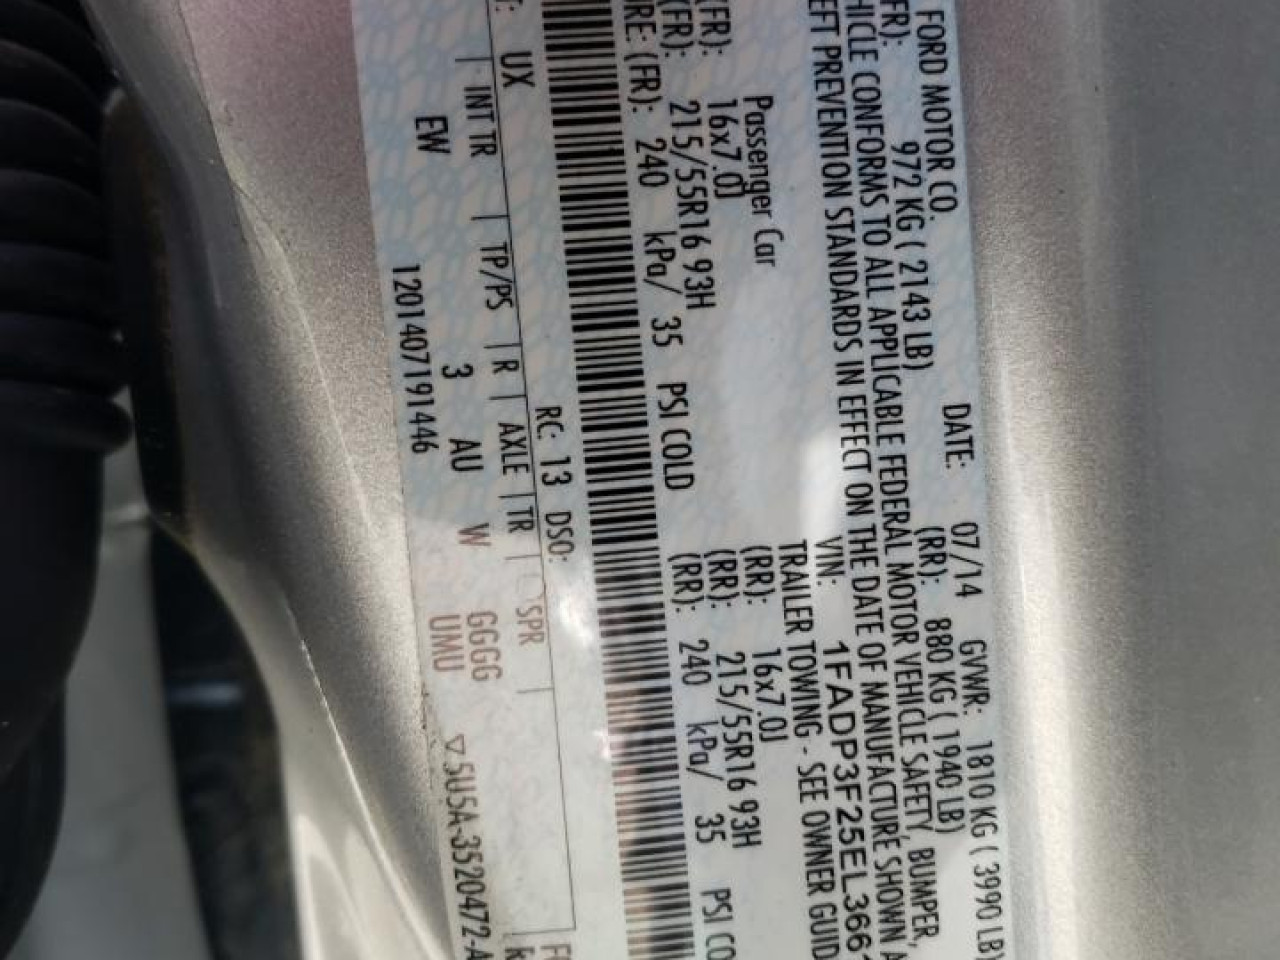 FORD MOTOR CO. DATE: 07/14 GVWR: 1810 KG ( 3990 LB)
FR): 972 KG ( 2143 LB) (RR): 880 KG ( 1940 LB)
HICLE CONFORMS TO ALL APPLICABLE FEDERAL MOTOR VEHICLE SAFETY, BUMPER,
EFT PREVENTION STANDARDS IN EFFECT ON THE DATE OF MANUFACTURE SHOWN A
VIN: 1FADP3F25EL366
Passenger Car TRAILER TOWING - SEE OWNER GUID
(FR): 16x7.0J (RR): 16x7.0J
(FR): 215/55R16 93H (RR): 215/55R16 93H
RE: (FR): 240 kPa/ 35 PSI COLD (RR): 240 kPa/ 35 PSI CO
T: UX RC: 13 DSO:
| INT TR | TP/PS | R | AXLE | TR | SPR |
EW 3 AU W GGGG
1201407191446 UMU ▽5U5A-3520472-A